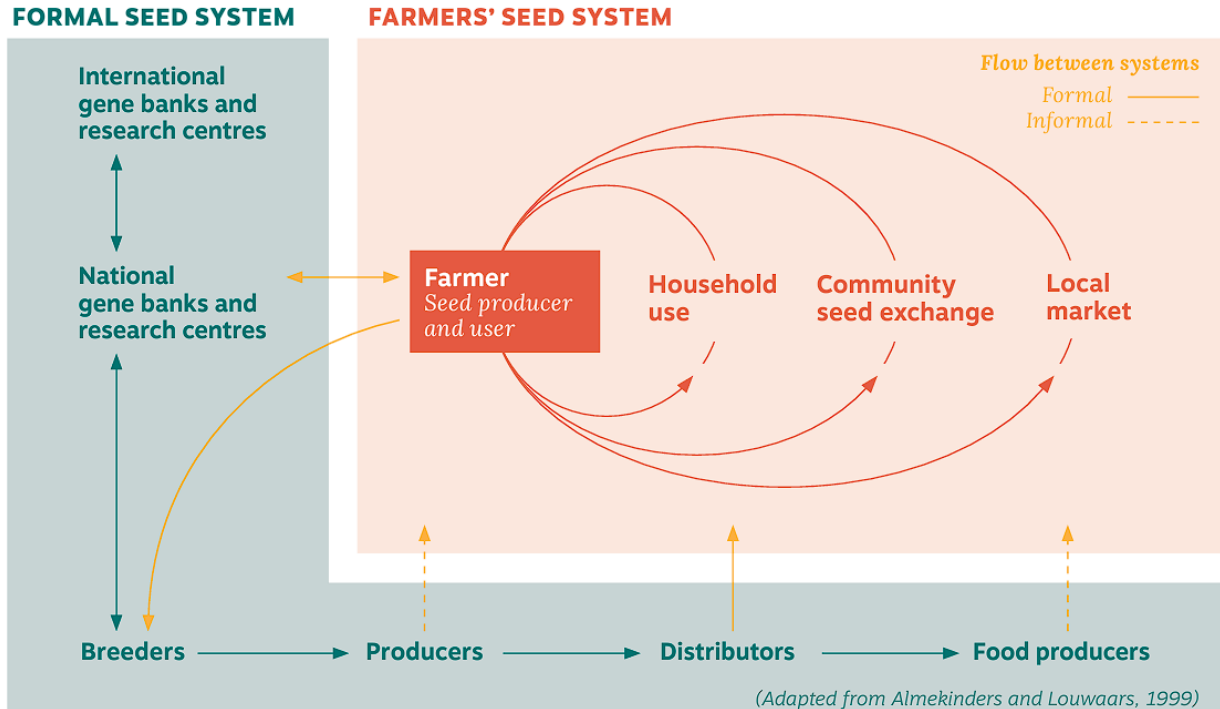 FORMAL SEED SYSTEM
FARMERS’ SEED SYSTEM
International
gene banks and
research centres
Flow between systems
Formal
Informal
National
gene banks and
research centres
Farmer
Seed producer
and user
Household
use
Community
seed exchange
Local
market
Breeders
Producers
Distributors
Food producers
(Adapted from Almekinders and Louwaars, 1999)